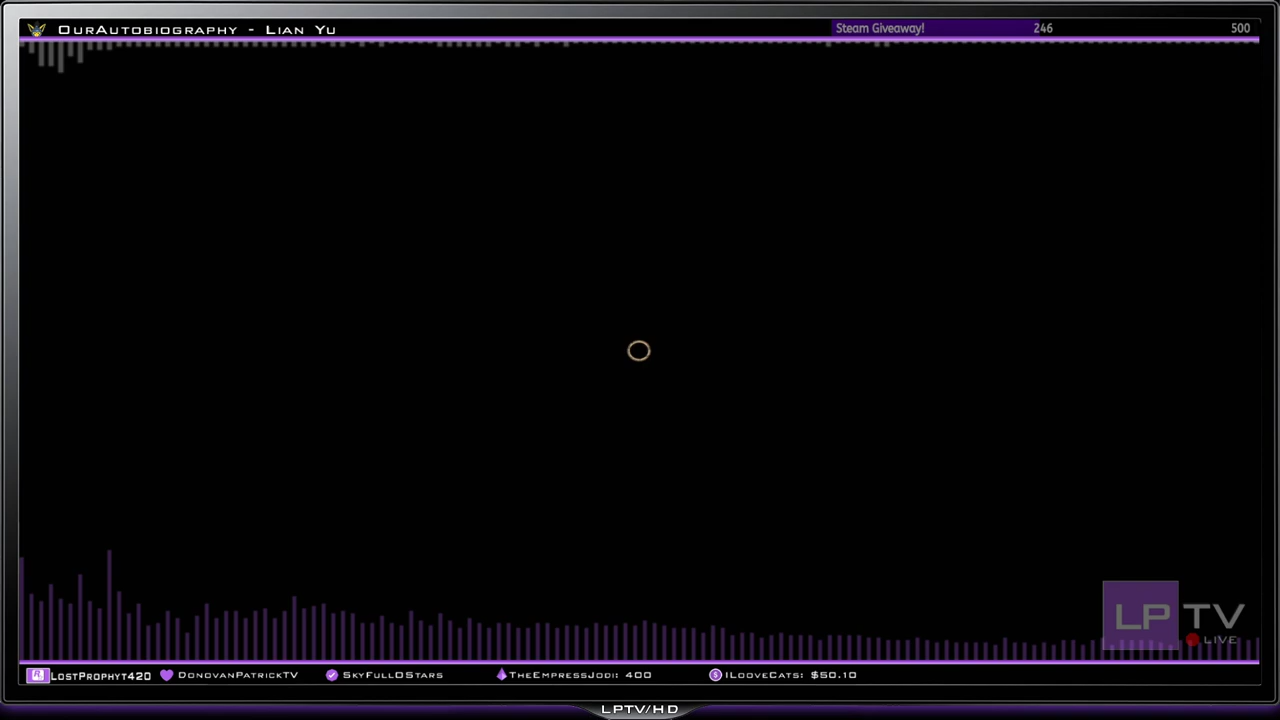 OurAutobiography - Lian Yu
Steam Giveaway! 246 500
LP TV
LIVE
R LostProphyt420 DonovanPatrickTV SkyFullOStars TheEmpressJodi: 400 $ ILooveCats: $50.10
LPTV/HD